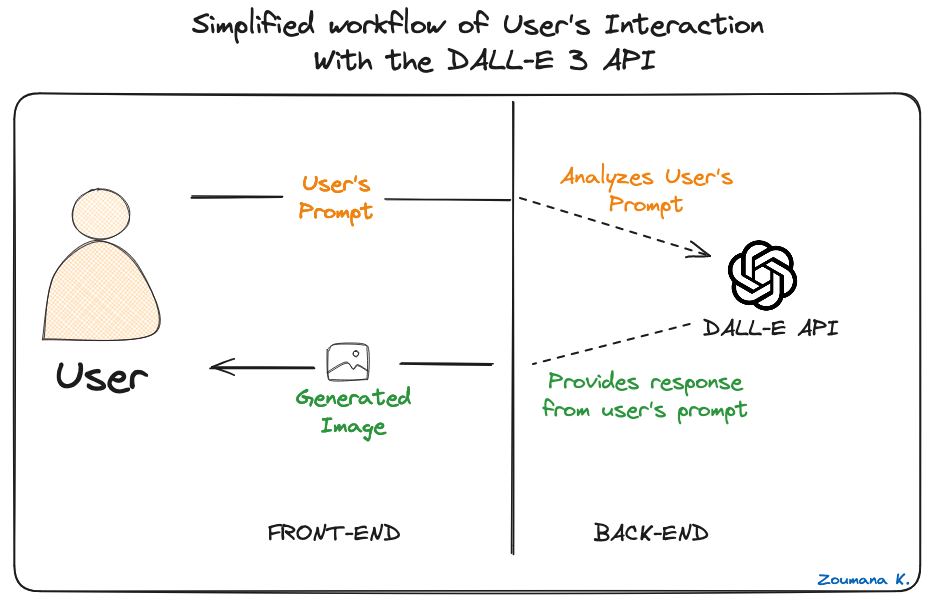 Simplified workflow of User's Interaction
With the DALL-E 3 API
User's
Prompt
Analyzes User's
Prompt
DALL-E API
User
Generated
Image
Provides response
from user's prompt
FRONT-END
BACK-END
Zoumana K.